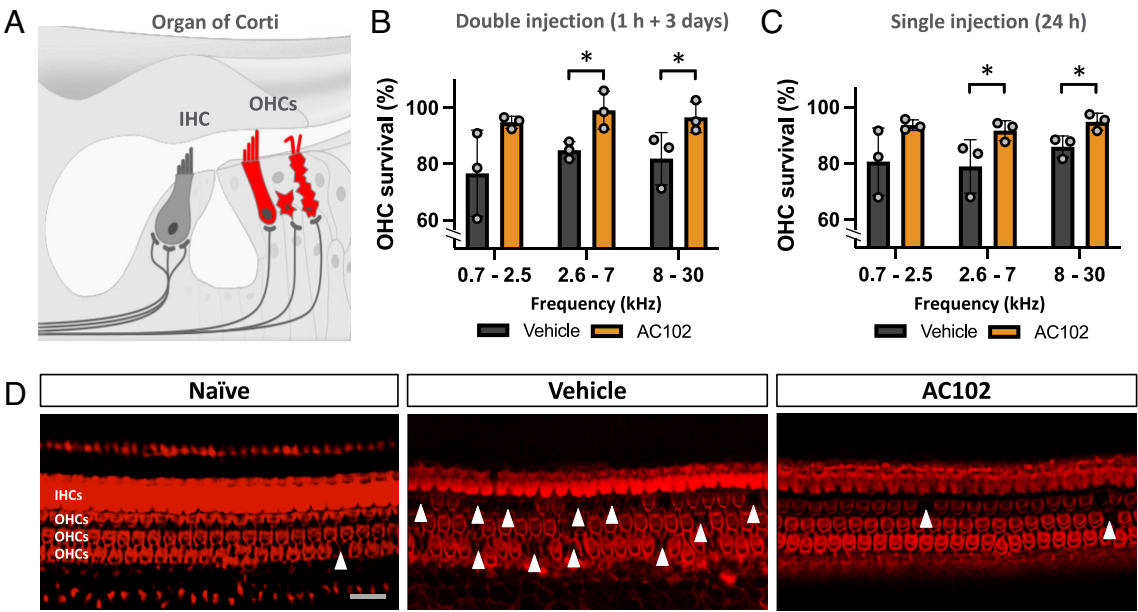 A
Organ of Corti
IHC
OHCs
B
Double injection (1 h + 3 days)
OHC survival (%)
100
80
60
*
*
0.7 - 2.5
2.6 - 7
8 - 30
Frequency (kHz)
Vehicle
AC102
C
Single injection (24 h)
OHC survival (%)
100
80
60
*
*
0.7 - 2.5
2.6 - 7
8 - 30
Frequency (kHz)
Vehicle
AC102
D
Naïve
Vehicle
AC102
IHCs
OHCs
OHCs
OHCs